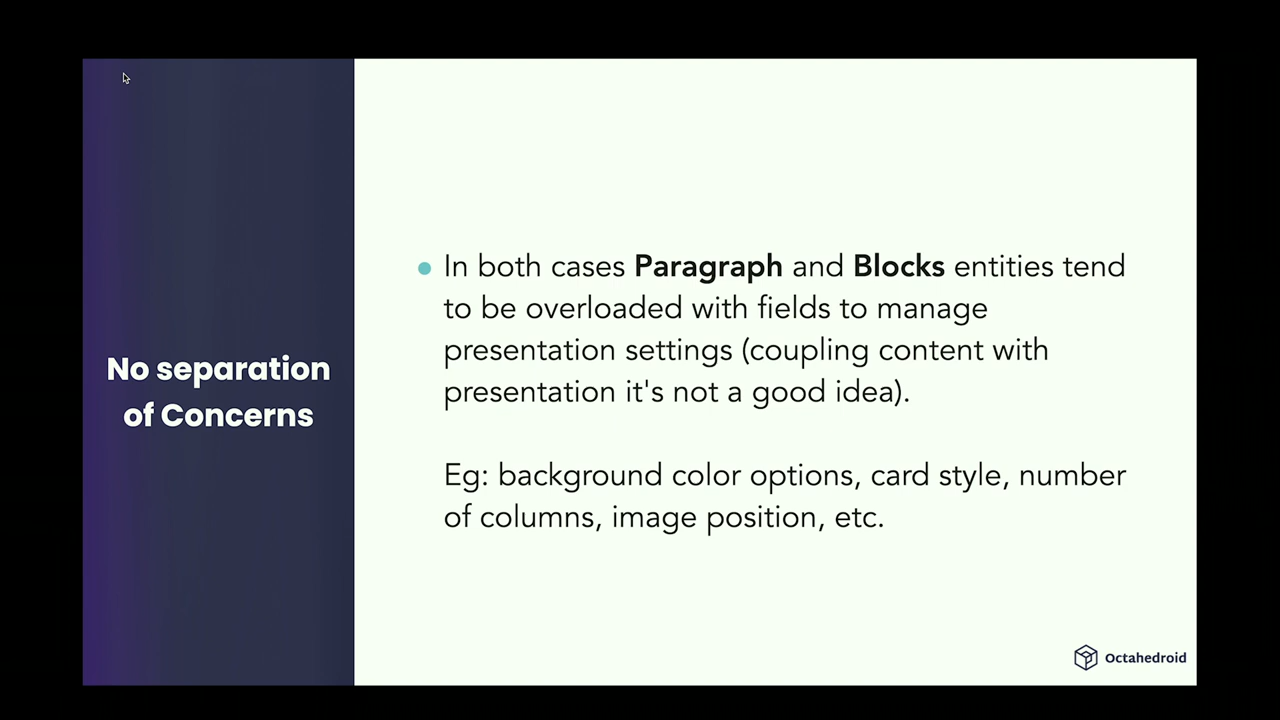 No separation
of Concerns
In both cases Paragraph and Blocks entities tend
to be overloaded with fields to manage
presentation settings (coupling content with
presentation it's not a good idea).
Eg: background color options, card style, number
of columns, image position, etc.
Octahedroid